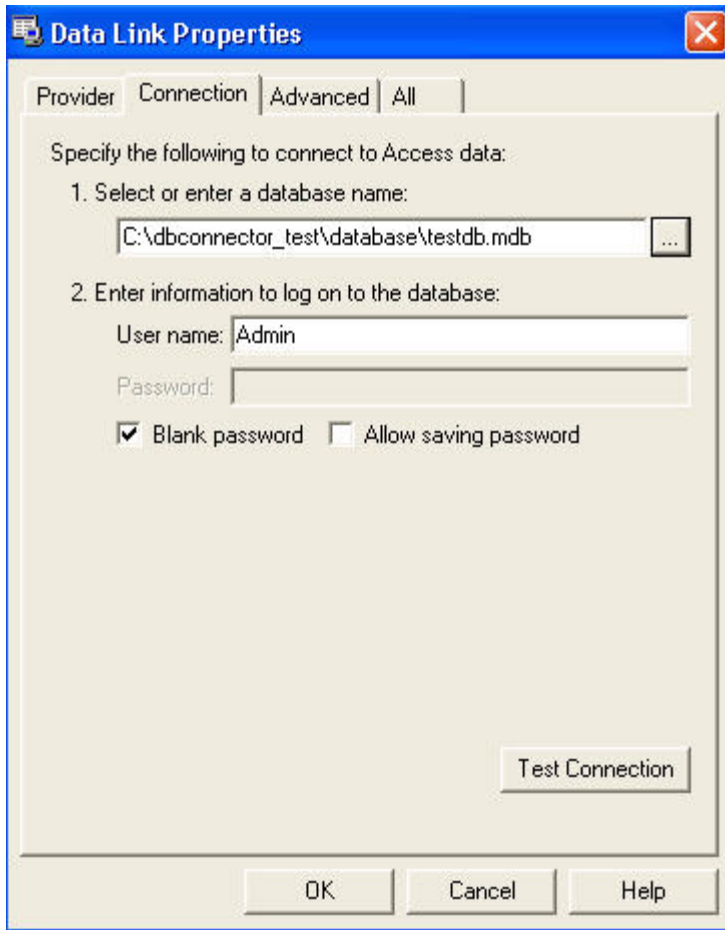 Data Link Properties
Provider Connection Advanced All
Specify the following to connect to Access data:
1. Select or enter a database name:
C:\dbconnector_test\database\testdb.mdb ...
2. Enter information to log on to the database:
User name: Admin
Password:
Blank password Allow saving password
Test Connection
OK Cancel Help